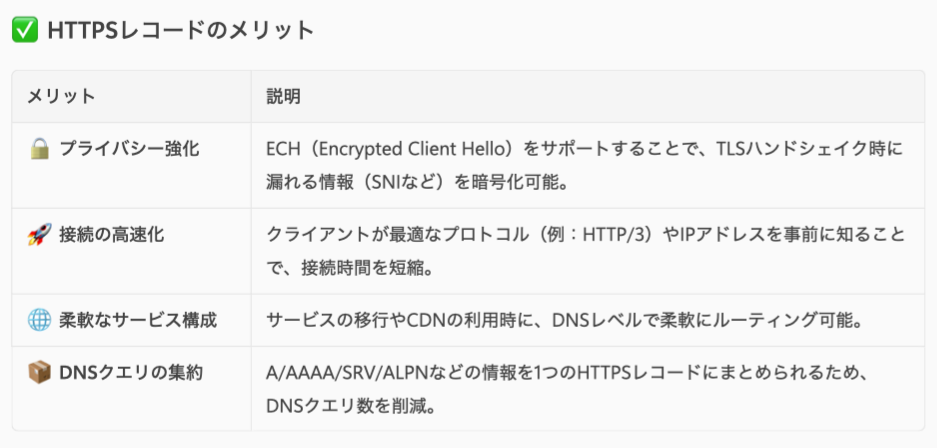 ✅ HTTPSレコードのメリット
メリット 説明
🔒 プライバシー強化 ECH（Encrypted Client Hello）をサポートすることで、TLSハンドシェイク時に
漏れる情報（SNIなど）を暗号化可能。
🚀 接続の高速化 クライアントが最適なプロトコル（例：HTTP/3）やIPアドレスを事前に知ること
で、接続時間を短縮。
🌐 柔軟なサービス構成 サービスの移行やCDNの利用時に、DNSレベルで柔軟にルーティング可能。
📦 DNSクエリの集約 A/AAAA/SRV/ALPNなどの情報を1つのHTTPSレコードにまとめられるため、
DNSクエリ数を削減。